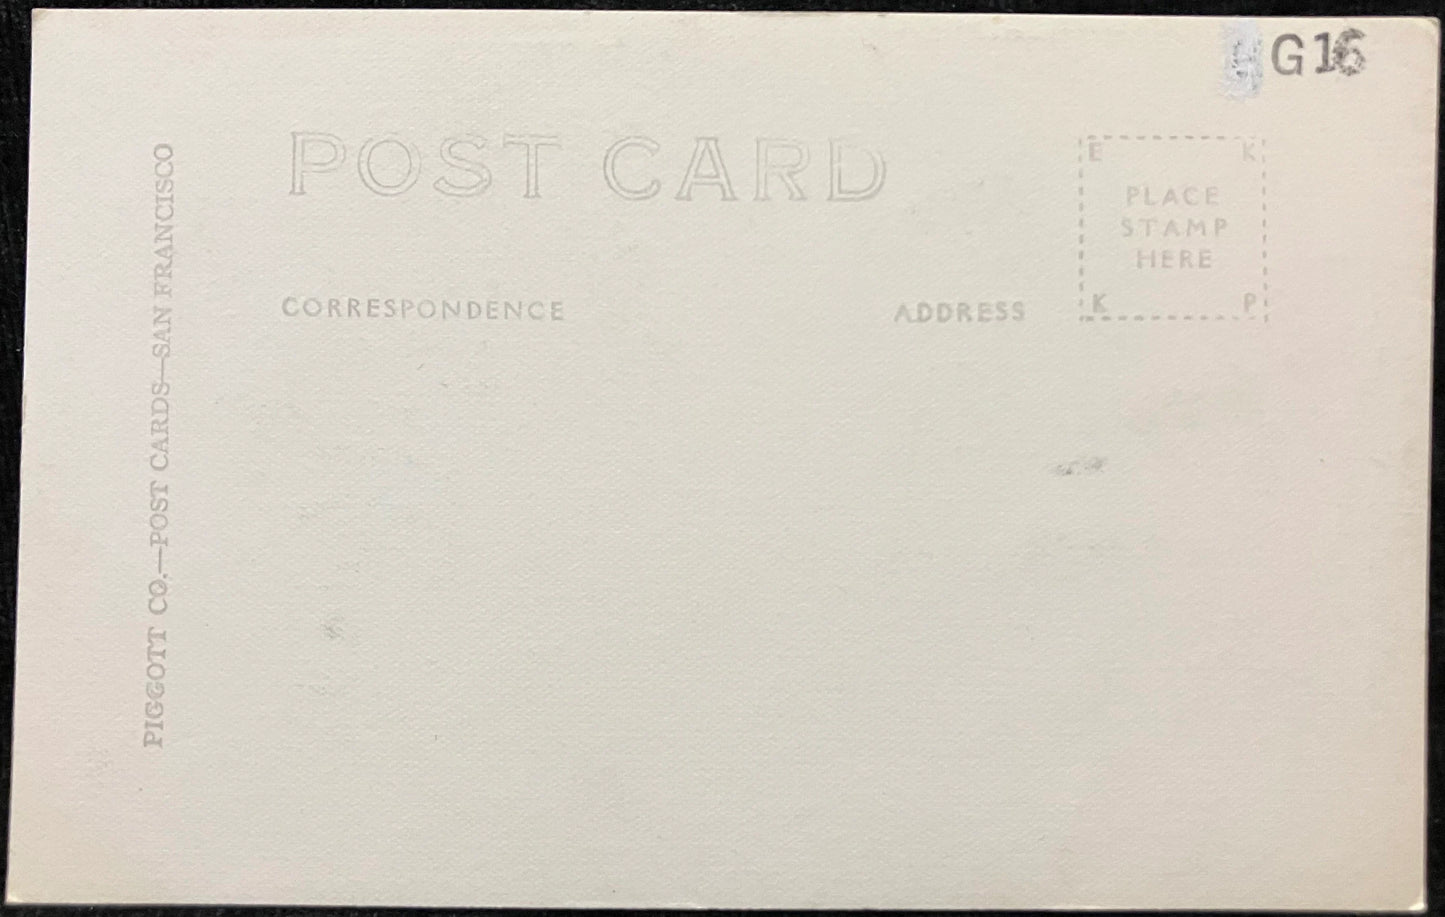 G16
POST CARD
E K
PLACE
STAMP
HERE
K P
CORRESPONDENCE
ADDRESS
PIGGOTT CO.—POST CARDS—SAN FRANCISCO